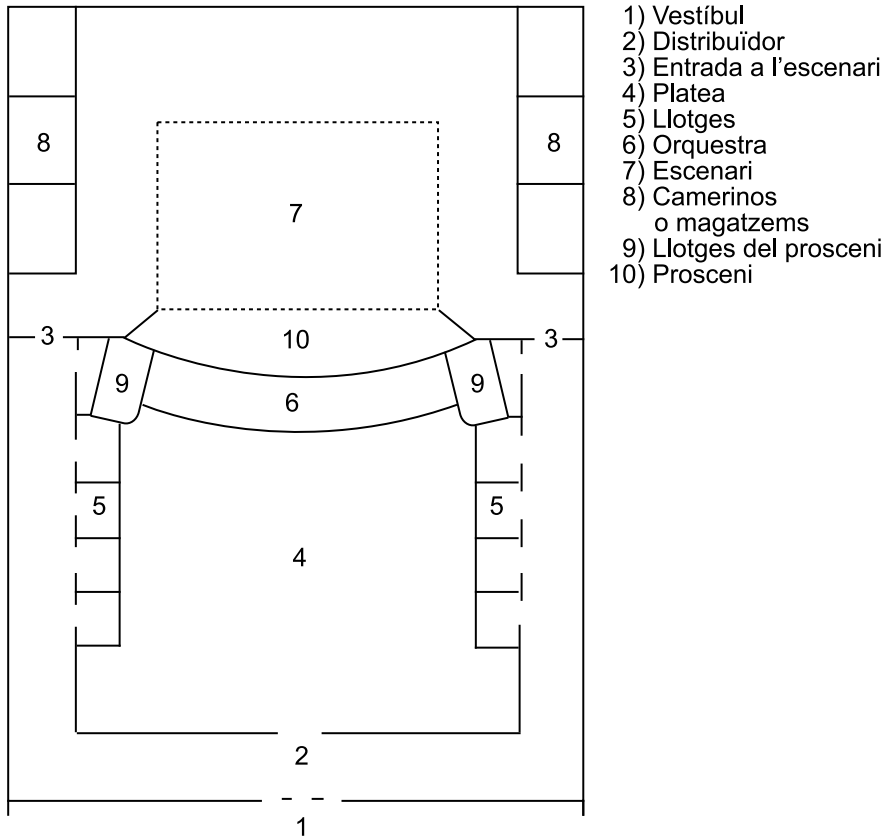 1) Vestíbul
2) Distribuïdor
3) Entrada a l'escenari
4) Platea
5) Llotges
6) Orquestra
7) Escenari
8) Camerinos
o magatzems
9) Llotges del prosceni
10) Prosceni
8 8
7
3 10 3
9 9
6
5 5
4
2
1